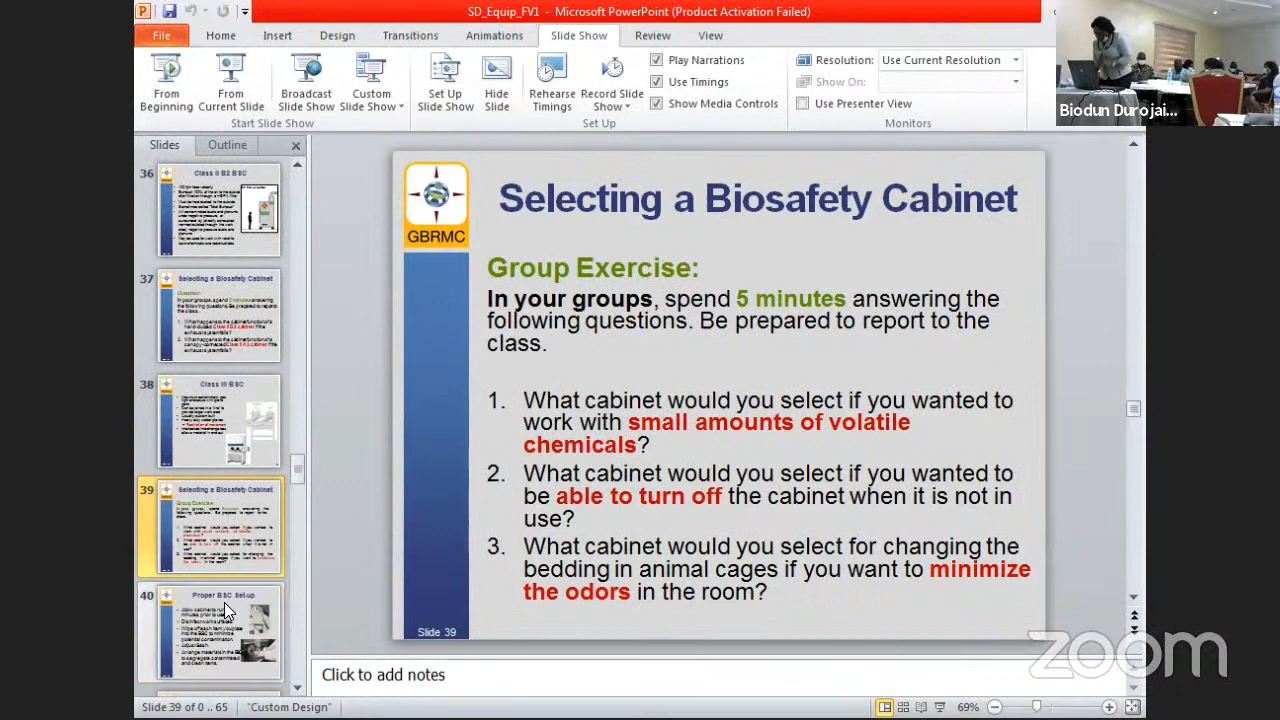 SD_Equip_FV1 - Microsoft PowerPoint (Product Activation Failed)
File Home Insert Design Transitions Animations Slide Show Review View
From Beginning
From Current Slide
Broadcast Slide Show
Custom Slide Show
Start Slide Show
Set Up Slide Show
Hide Slide
Rehearse Timings
Record Slide Show
Play Narrations
Use Timings
Show Media Controls
Set Up
Resolution: Use Current Resolution
Show On:
Use Presenter View
Monitors
Biodun Durojai...
Slides Outline
36
Class II B2 BSC
37
Selecting a Biosafety Cabinet
38
Class III BSC
39
Selecting a Biosafety Cabinet
40
Proper BSC Set-up
GBRMC
Selecting a Biosafety Cabinet
Group Exercise:
In your groups, spend 5 minutes answering the
following questions. Be prepared to report to the
class.
1. What cabinet would you select if you wanted to
work with small amounts of volatile
chemicals?
2. What cabinet would you select if you wanted to
be able to turn off the cabinet when it is not in
use?
3. What cabinet would you select for changing the
bedding in animal cages if you want to minimize
the odors in the room?
Slide 39
zoom
Click to add notes
Slide 39 of 0 .. 65 "Custom Design" 69%